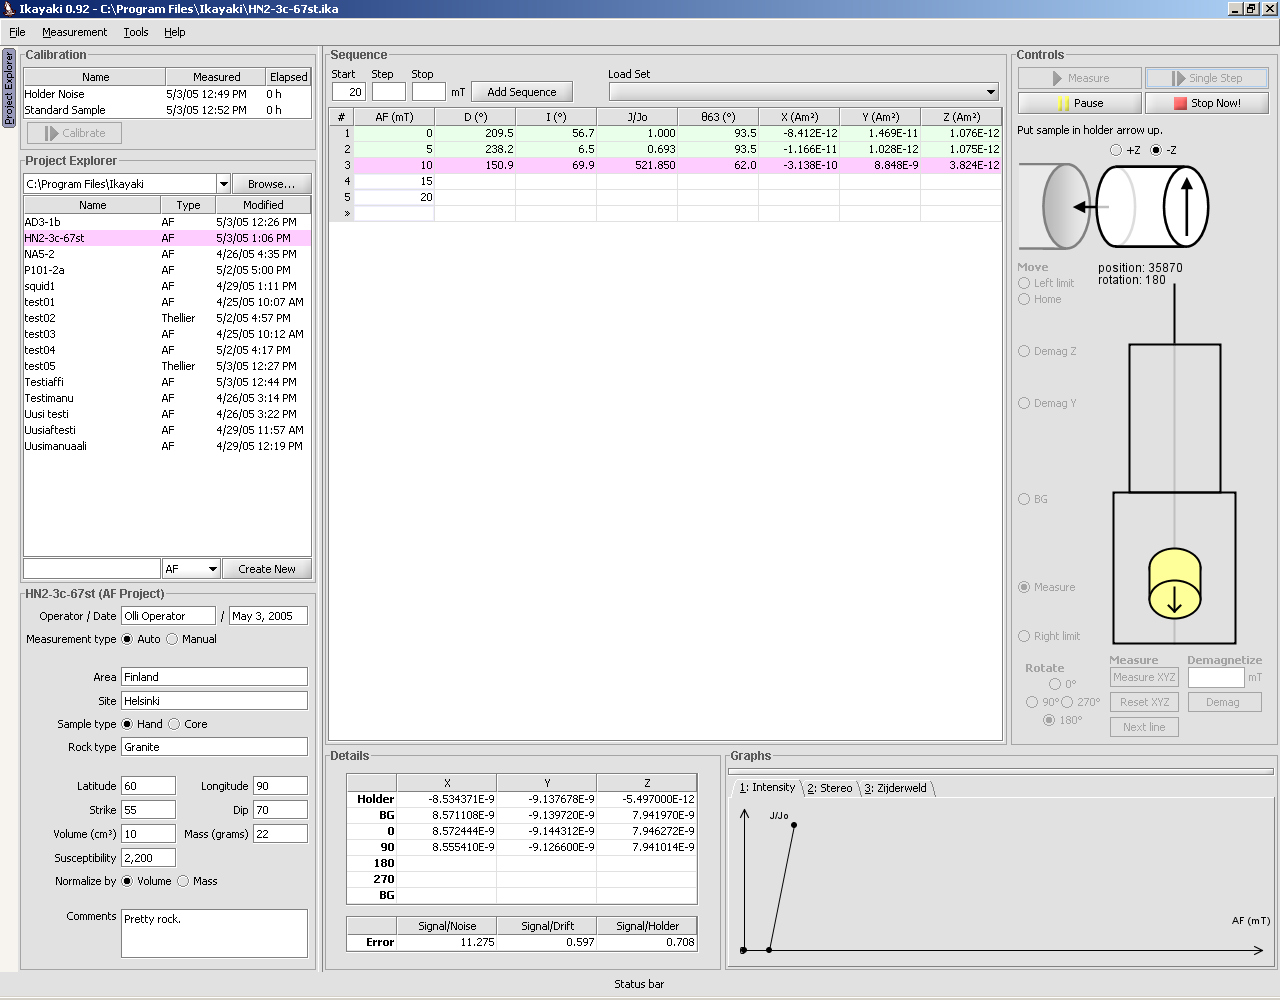 Ikayaki 0.92 - C:\Program Files\Ikayaki\HN2-3c-67st.ika
File Measurement Tools Help
Project Explorer
Calibration
Name Measured Elapsed
Holder Noise 5/3/05 12:49 PM 0 h
Standard Sample 5/3/05 12:52 PM 0 h
Calibrate
Project Explorer
C:\Program Files\Ikayaki Browse...
Name Type Modified
AD3-1b AF 5/3/05 12:26 PM
HN2-3c-67st AF 5/3/05 1:06 PM
NA5-2 AF 4/26/05 4:35 PM
P101-2a AF 5/2/05 5:00 PM
squid1 AF 4/29/05 1:11 PM
test01 AF 4/25/05 10:07 AM
test02 Thellier 5/2/05 4:57 PM
test03 AF 4/25/05 10:12 AM
test04 AF 5/2/05 4:17 PM
test05 Thellier 5/3/05 12:27 PM
Testiaffi AF 5/3/05 12:44 PM
Testimanu AF 4/26/05 3:14 PM
Uusi testi AF 4/26/05 3:22 PM
Uusiaftesti AF 4/29/05 11:57 AM
Uusimanuaali AF 4/29/05 12:19 PM
AF Create New
HN2-3c-67st (AF Project)
Operator / Date Olli Operator / May 3, 2005
Measurement type Auto Manual
Area Finland
Site Helsinki
Sample type Hand Core
Rock type Granite
Latitude 60 Longitude 90
Strike 55 Dip 70
Volume (cm³) 10 Mass (grams) 22
Susceptibility 2,200
Normalize by Volume Mass
Comments Pretty rock.
Sequence
Start Step Stop Load Set
20 mT Add Sequence
# AF (mT) D (°) I (°) J/Jo θ63 (°) X (Am²) Y (Am²) Z (Am²)
1 0 209.5 56.7 1.000 93.5 -8.412E-12 1.469E-11 1.076E-12
2 5 238.2 6.5 0.693 93.5 -1.166E-11 1.028E-12 1.075E-12
3 10 150.9 69.9 521.850 62.0 -3.138E-10 8.848E-9 3.824E-12
4 15
5 20
»
Details
X Y Z
Holder -8.534371E-9 -9.137678E-9 -5.497000E-12
BG 8.571108E-9 -9.139720E-9 7.941970E-9
0 8.572444E-9 -9.144312E-9 7.946272E-9
90 8.555410E-9 -9.126600E-9 7.941014E-9
180
270
BG
Signal/Noise Signal/Drift Signal/Holder
Error 11.275 0.597 0.708
Controls
Measure Single Step
Pause Stop Now!
Put sample in holder arrow up.
+Z -Z
Move
position: 35870
rotation: 180
Left limit
Home
Demag Z
Demag Y
BG
Measure
Right limit
Rotate Measure Demagnetize
0° Measure XYZ mT
90° 270° Reset XYZ Demag
180° Next line
Graphs
1: Intensity 2: Stereo 3: Zijderweld
J/Jo
AF (mT)
Status bar